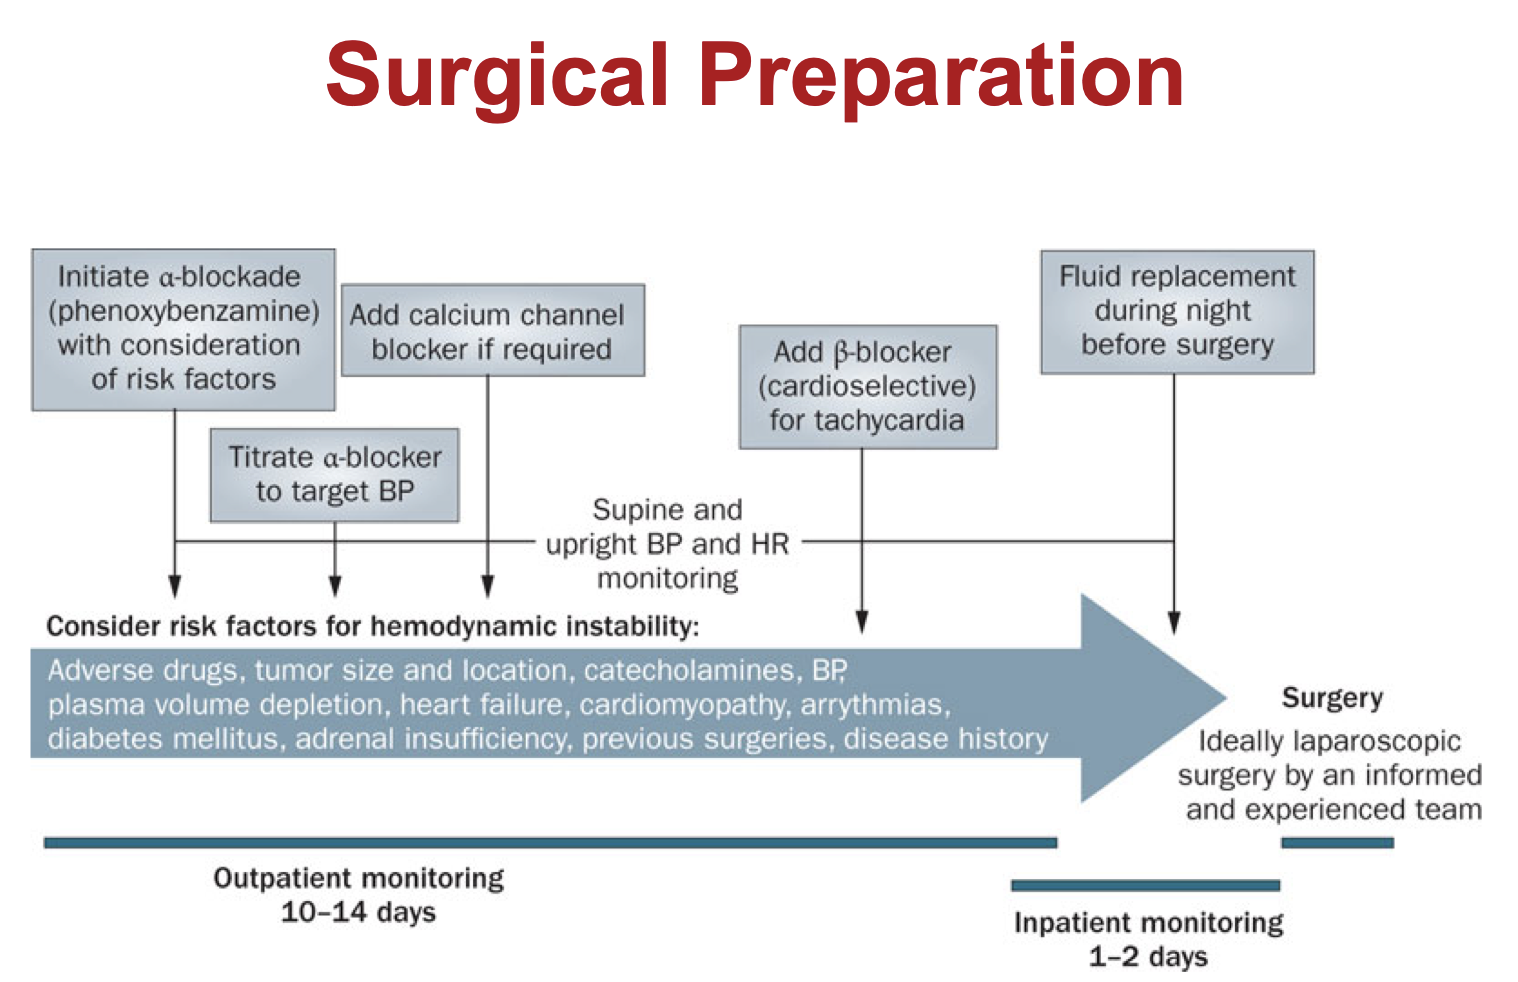 Surgical Preparation
Initiate α-blockade
(phenoxybenzamine)
with consideration
of risk factors
Add calcium channel
blocker if required
Titrate α-blocker
to target BP
Add β-blocker
(cardioselective)
for tachycardia
Fluid replacement
during night
before surgery
Supine and
upright BP and HR
monitoring
Consider risk factors for hemodynamic instability:
Adverse drugs, tumor size and location, catecholamines, BP,
plasma volume depletion, heart failure, cardiomyopathy, arrythmias,
diabetes mellitus, adrenal insufficiency, previous surgeries, disease history
Surgery
Ideally laparoscopic
surgery by an informed
and experienced team
Outpatient monitoring
10–14 days
Inpatient monitoring
1–2 days